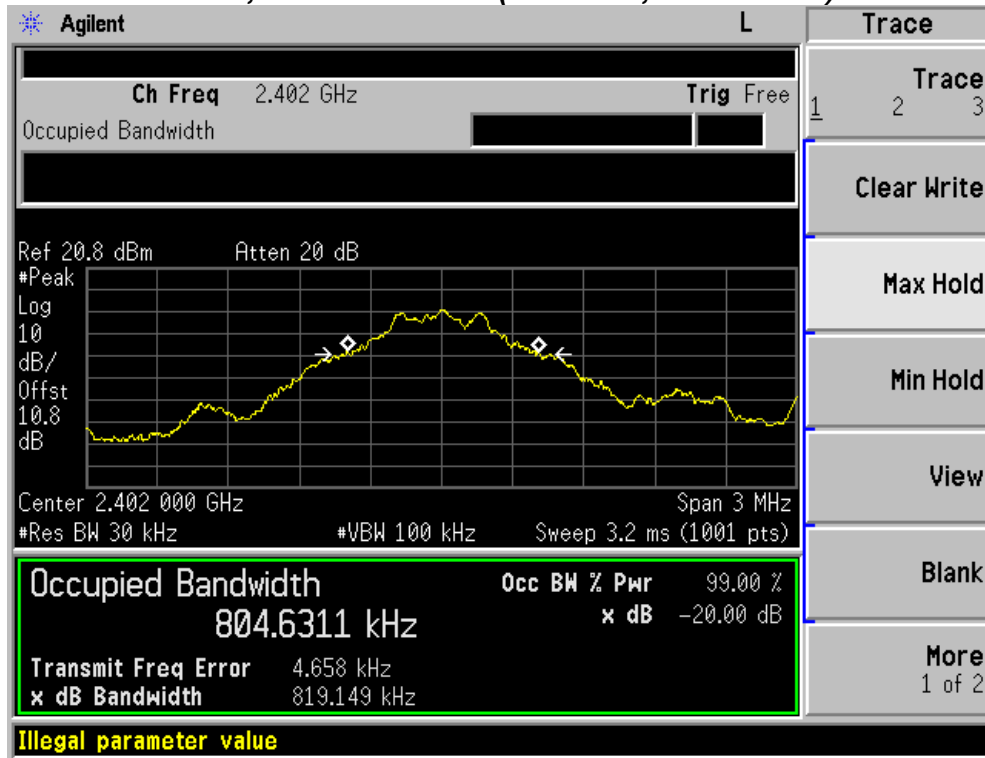 Agilent L Trace
Ch Freq 2.402 GHz Trig Free
Occupied Bandwidth
Trace
1 2 3
Clear Write
Max Hold
Min Hold
View
Blank
More
1 of 2
Ref 20.8 dBm Atten 20 dB
#Peak
Log
10
dB/
Offst
10.8
dB
Center 2.402 000 GHz Span 3 MHz
#Res BW 30 kHz #VBW 100 kHz Sweep 3.2 ms (1001 pts)
Occupied Bandwidth Occ BW % Pwr 99.00 %
804.6311 kHz x dB -20.00 dB
Transmit Freq Error 4.658 kHz
x dB Bandwidth 819.149 kHz
Illegal parameter value